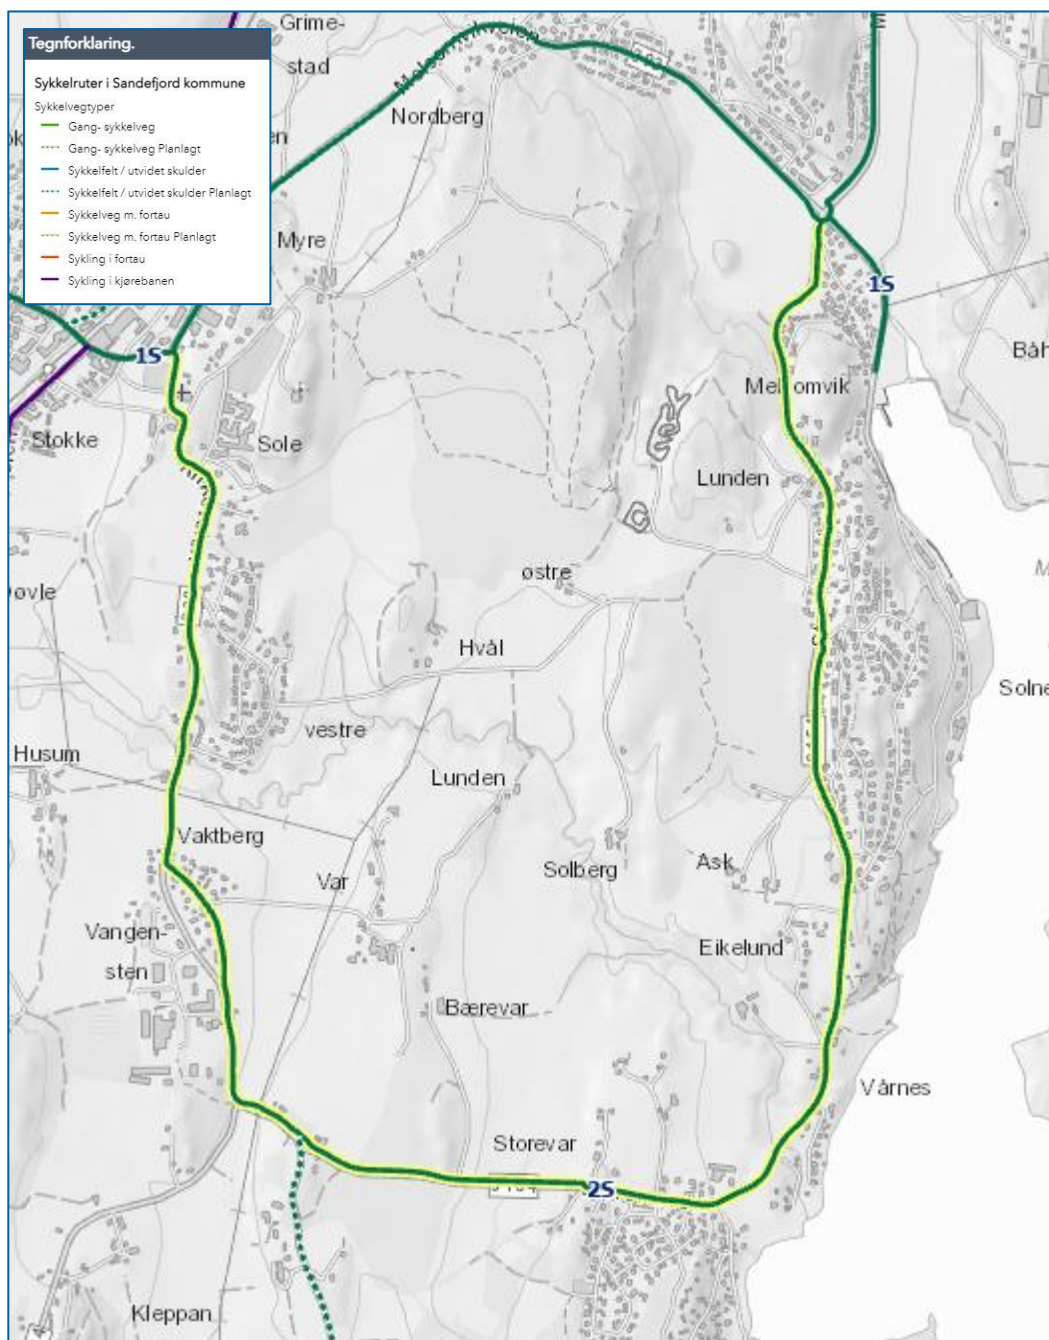 Tegnforklaring.
Sykkelruter i Sandefjord kommune
Sykkelvegtyper
Gang- sykkelveg
Gang- sykkelveg Planlagt
Sykkelfelt / utvidet skulder
Sykkelfelt / utvidet skulder Planlagt
Sykkelveg m. fortau
Sykkelveg m. fortau Planlagt
Sykling i fortau
Sykling i kjørebanen
Grime-
stad
Nordberg
Myre
1S
1S
Båh
Stokke
Sole
Lunden
østre
øvle
Hvål
Solne
vestre
Husum
Lunden
Vaktberg
Var
Solberg
Ask
Vangen-
sten
Eikelund
Bærevar
Vårnes
Storevar
2S
Kleppan